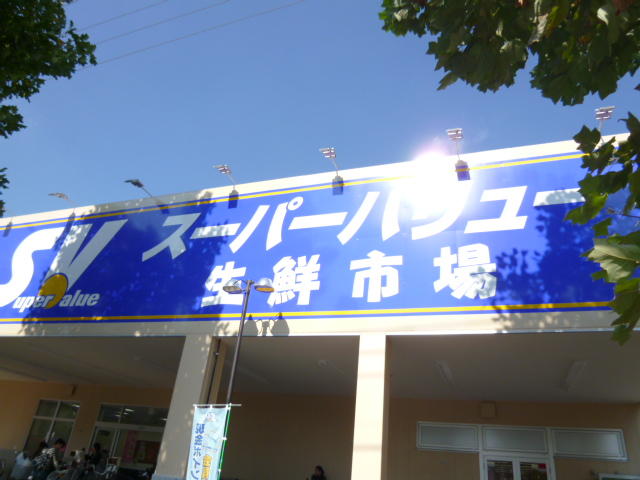 SV
Super Value
スーパーバリュー
生鮮市場